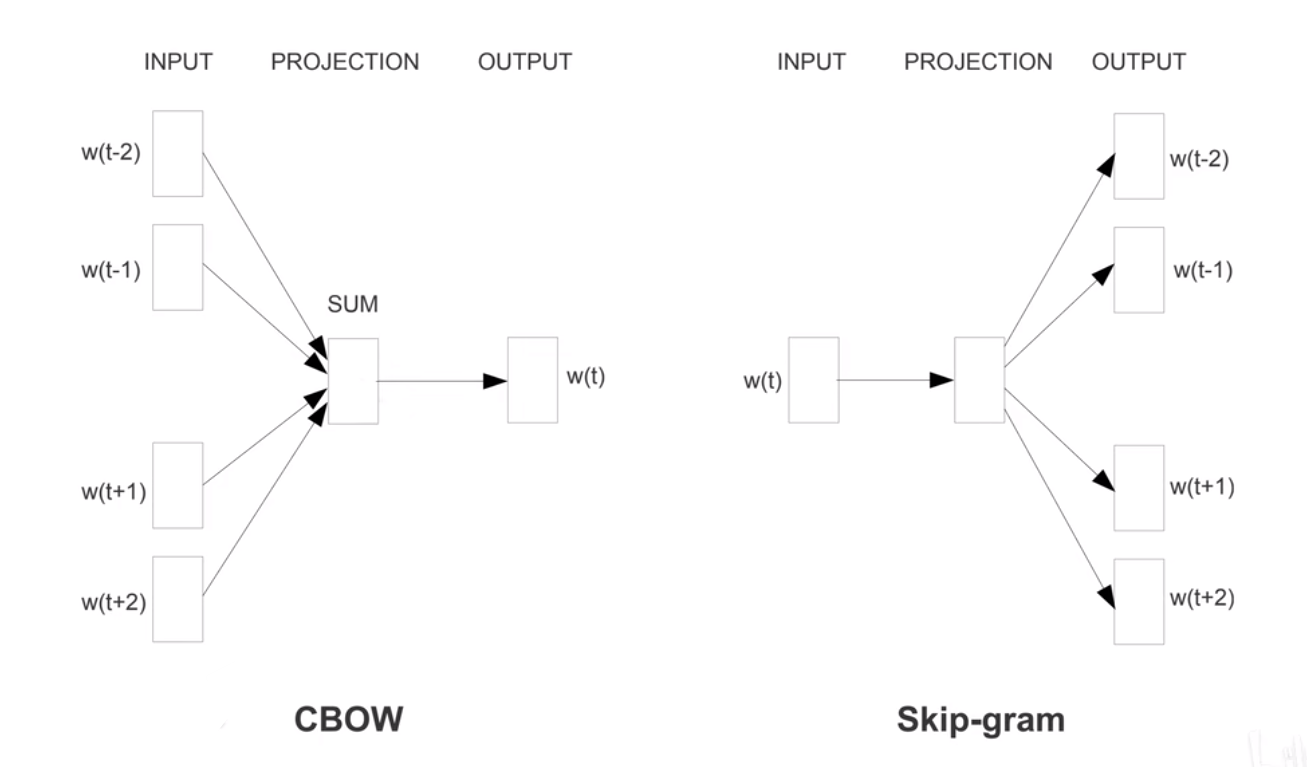 INPUT PROJECTION OUTPUT
w(t-2)
w(t-1)
SUM
w(t)
w(t+1)
w(t+2)
CBOW
INPUT PROJECTION OUTPUT
w(t-2)
w(t-1)
w(t)
w(t+1)
w(t+2)
Skip-gram